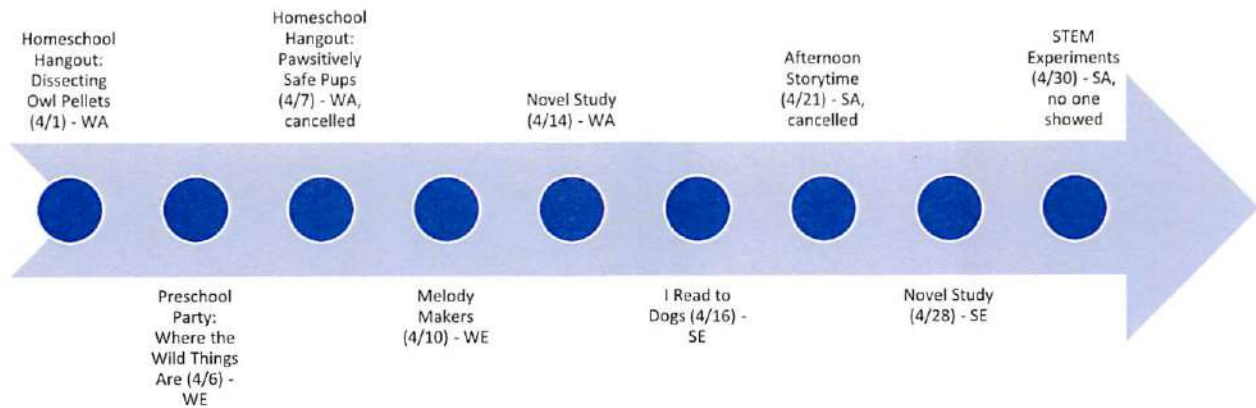 Homeschool
Hangout:
Dissecting
Owl Pellets
(4/1) - WA
Preschool
Party:
Where the
Wild Things
Are (4/6) -
WE
Homeschool
Hangout:
Pawsitively
Safe Pups
(4/7) - WA,
cancelled
Melody
Makers
(4/10) - WE
Novel Study
(4/14) - WA
I Read to
Dogs (4/16) -
SE
Afternoon
Storytime
(4/21) - SA,
cancelled
Novel Study
(4/28) - SE
STEM
Experiments
(4/30) - SA,
no one
showed